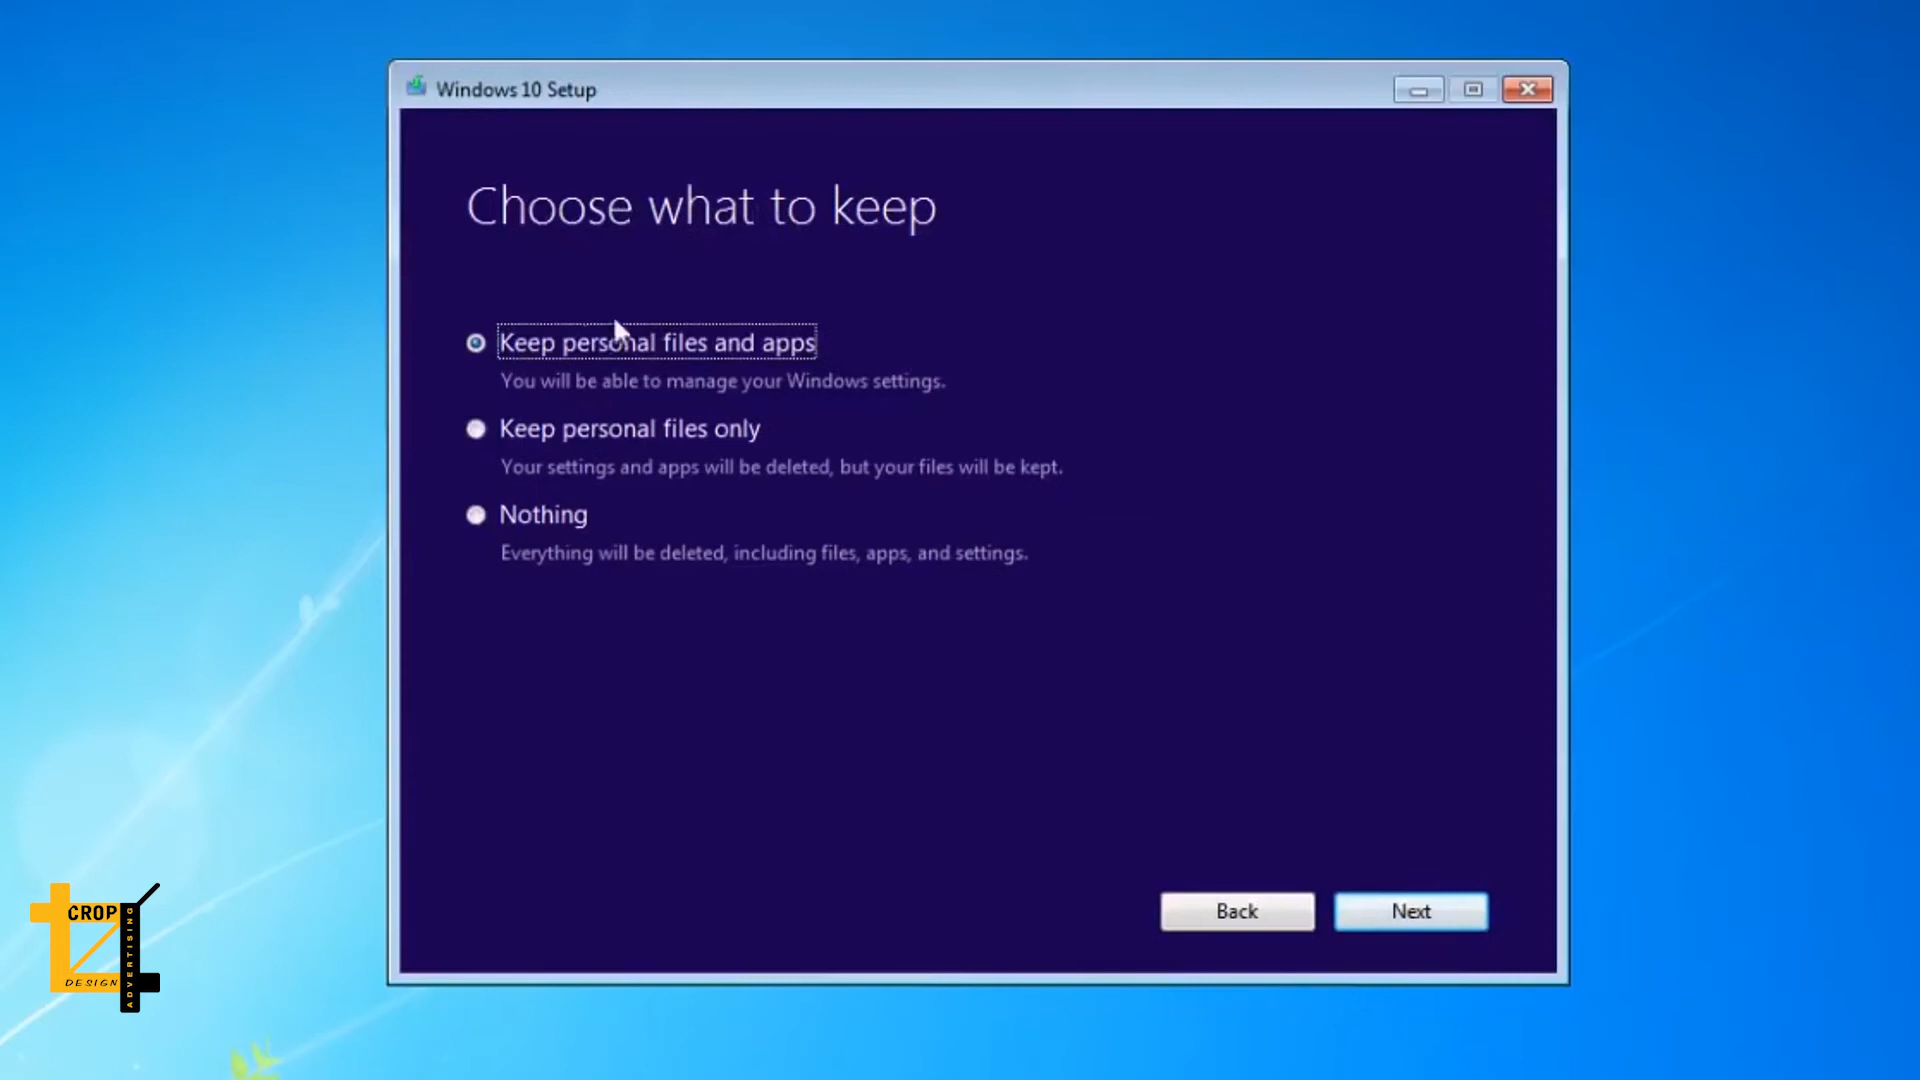 Windows 10 Setup
Choose what to keep
Keep personal files and apps
You will be able to manage your Windows settings.
Keep personal files only
Your settings and apps will be deleted, but your files will be kept.
Nothing
Everything will be deleted, including files, apps, and settings.
Back
Next
CROP
DESIGN
ADVERTISING